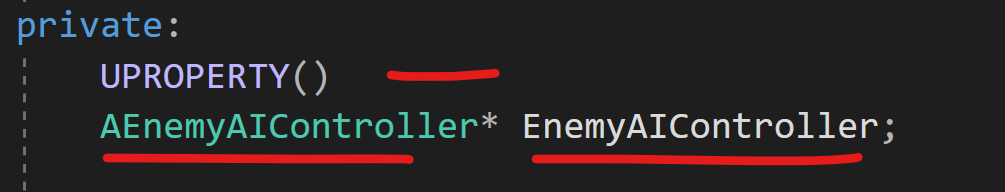 private:
UPROPERTY()
AEnemyAIController* EnemyAIController;